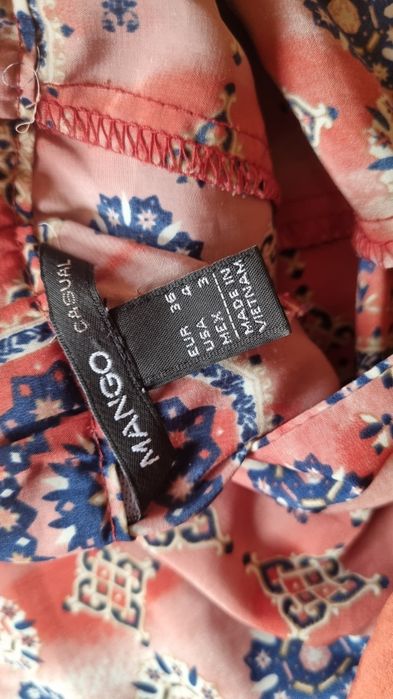 MANGO CASUAL
EUR 36
USA 4
MEX 3
MADE IN
VIETNAM